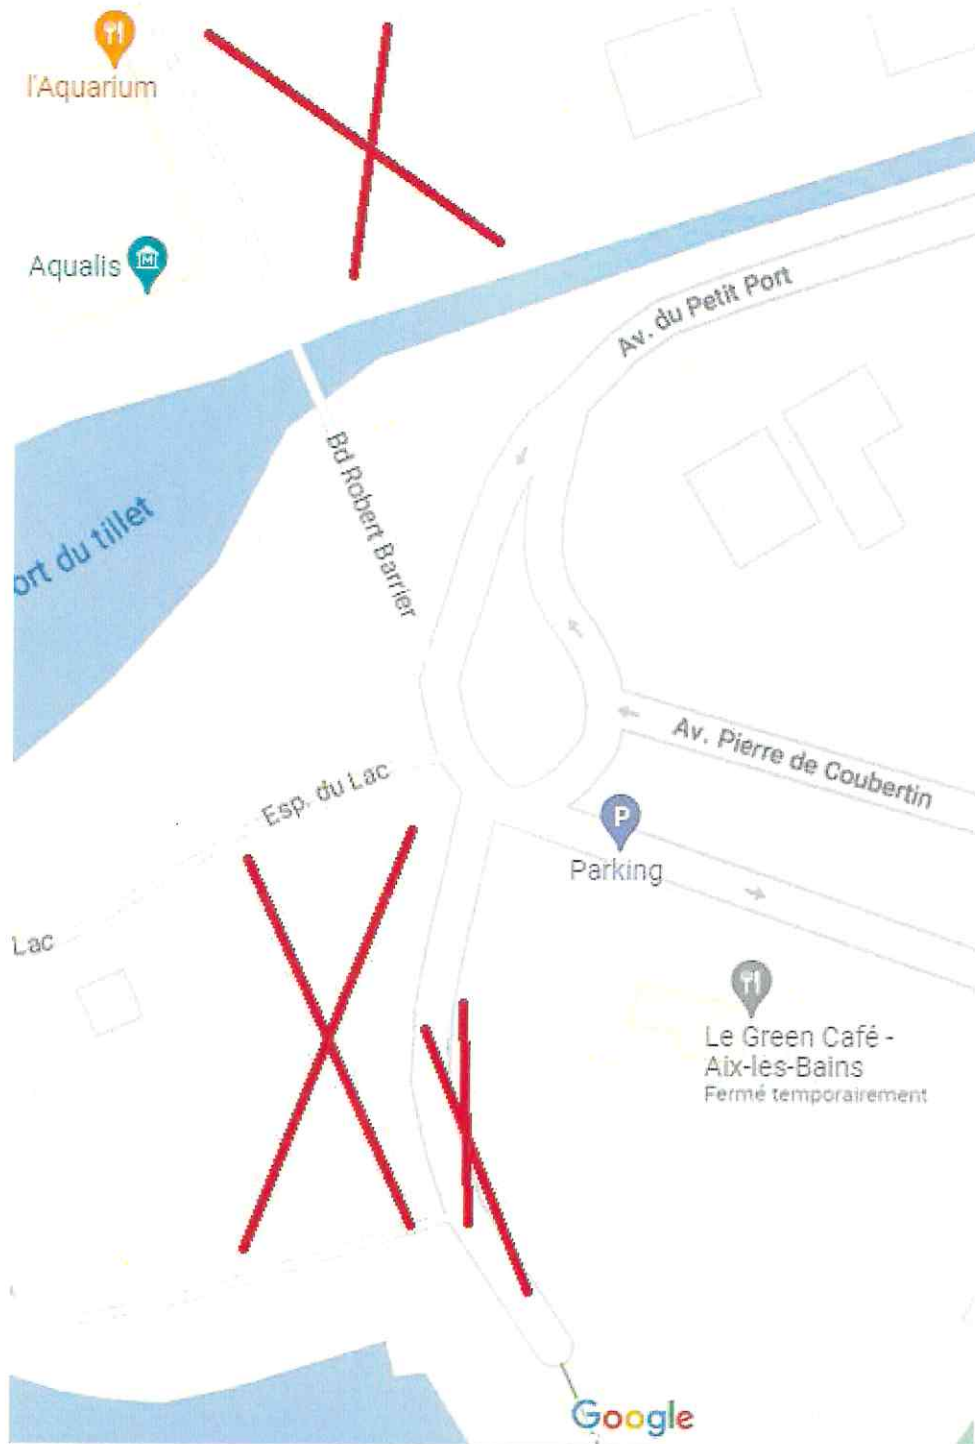 l'Aquarium
Aqualis
Av. du Petit Port
Bd Robert Barrier
ort du tillet
Av. Pierre de Coubertin
Esp. du Lac
P
Parking
Lac
Le Green Café -
Aix-les-Bains
Fermé temporairement
Google